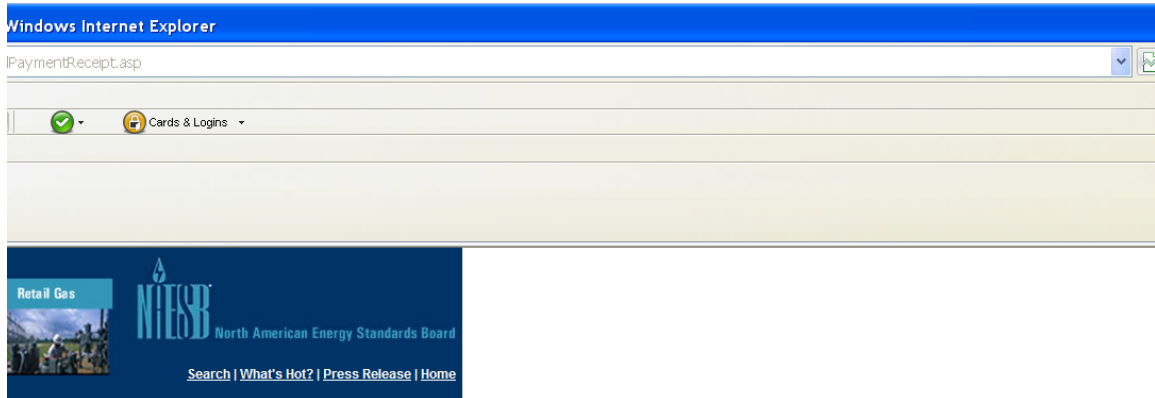 Windows Internet Explorer
PaymentReceipt.asp
Cards & Logins
Retail Gas
NAESB
North American Energy Standards Board
Search | What's Hot? | Press Release | Home